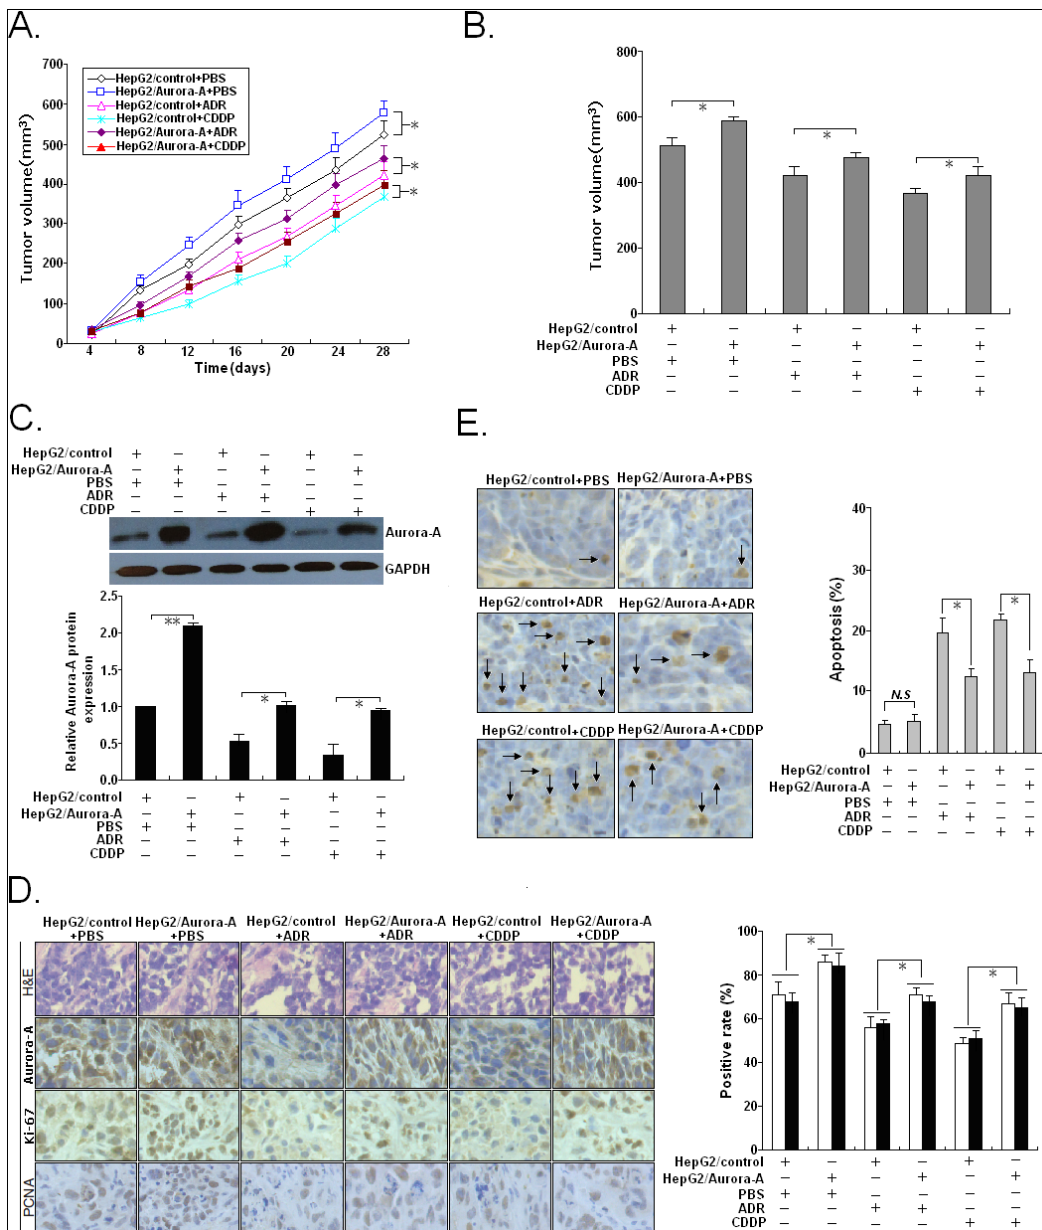 A.
Tumor volume(mm³)
700
600
500
400
300
200
100
0
HepG2/control+PBS
HepG2/Aurora-A+PBS
HepG2/control+ADR
HepG2/control+CDDP
HepG2/Aurora-A+ADR
HepG2/Aurora-A+CDDP
*
*
*
4 8 12 16 20 24 28
Time(days)
B.
Tumor volume(mm³)
800
600
400
200
0
* * *
HepG2/control + − + − + −
HepG2/Aurora-A − + − + − +
PBS + + − − − −
ADR − − + + − −
CDDP − − − − + +
C.
HepG2/control + − + − + −
HepG2/Aurora-A − + − + − +
PBS + + − − − −
ADR − − + + − −
CDDP − − − − + +
Aurora-A
GAPDH
Relative Aurora-A protein
expression
2.5
2.0
1.0
0.5
0.0
** * *
HepG2/control + − + − + −
HepG2/Aurora-A − + − + − +
PBS + + − − − −
ADR − − + + − −
CDDP − − − − + +
E.
HepG2/control+PBS HepG2/Aurora-A+PBS
HepG2/control+ADR HepG2/Aurora-A+ADR
HepG2/control+CDDP HepG2/Aurora-A+CDDP
Apoptosis(%)
40
30
20
10
0
N.S * *
HepG2/control + − + − + −
HepG2/Aurora-A − + − + − +
PBS + + − − − −
ADR − − + + − −
CDDP − − − − + +
D.
HepG2/control HepG2/Aurora-A HepG2/control HepG2/Aurora-A HepG2/control HepG2/Aurora-A
+PBS +PBS +ADR +ADR +CDDP +CDDP
H&E
Aurora-A
Ki-67
PCNA
Positive rate (%)
100
80
60
40
20
0
* * *
HepG2/control + − + − + −
HepG2/Aurora-A − + − + − +
PBS + + − − − −
ADR − − + + − −
CDDP − − − − + +